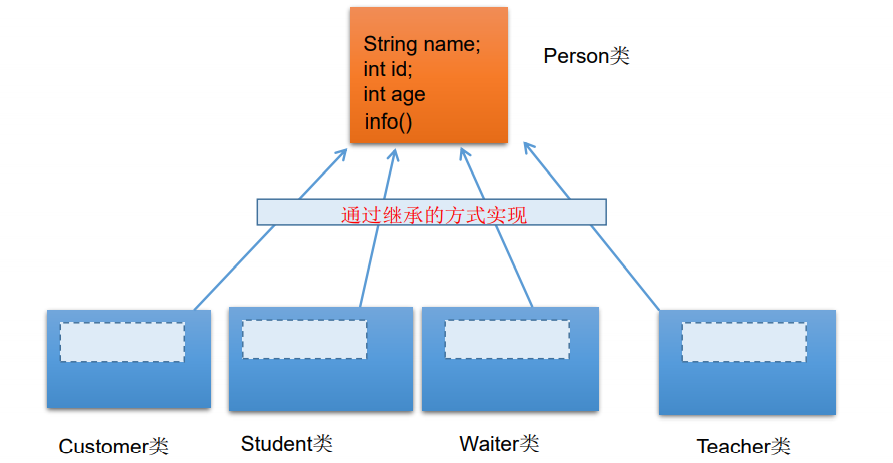 String name;
int id;
int age
info()
Person类
通过继承的方式实现
Customer类
Student类
Waiter类
Teacher类